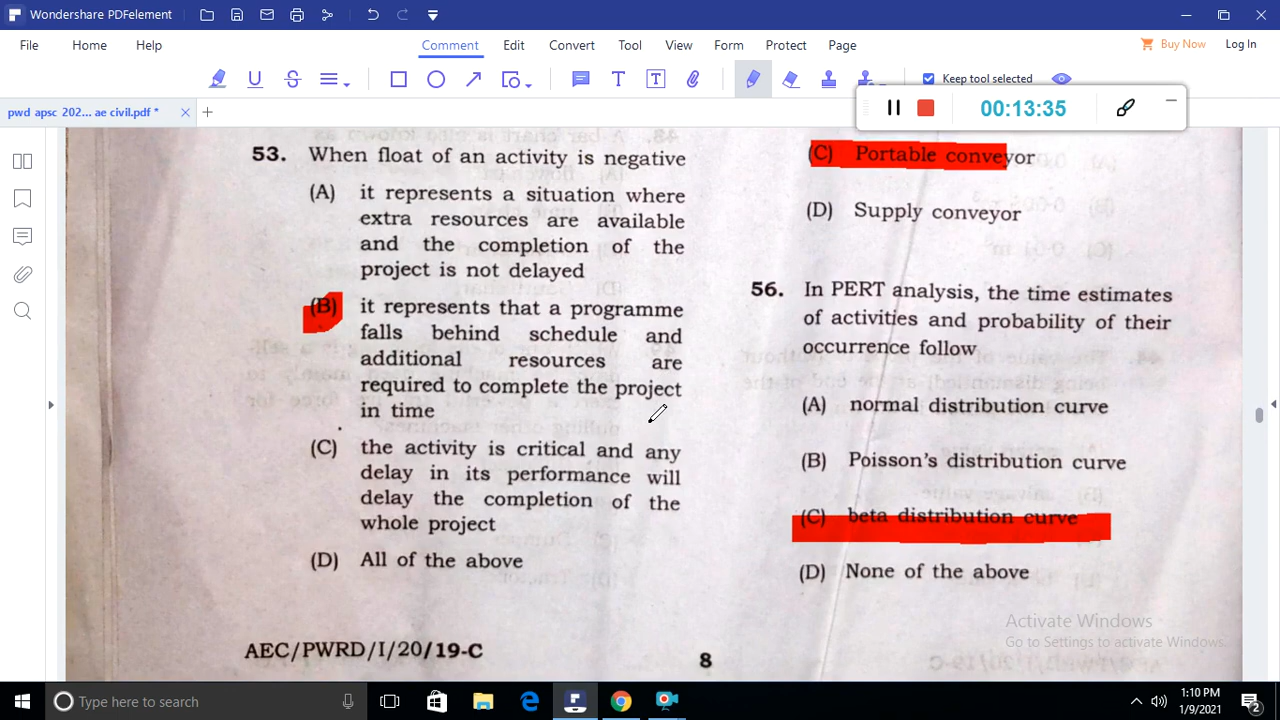 Wondershare PDFelement
File Home Help Comment Edit Convert Tool View Form Protect Page Buy Now Log In
Keep tool selected
pwd apsc 202... ae civil.pdf *
00:13:35
53. When float of an activity is negative
(A) it represents a situation where
extra resources are available
and the completion of the
project is not delayed
(B) it represents that a programme
falls behind schedule and
additional resources are
required to complete the project
in time
(C) the activity is critical and any
delay in its performance will
delay the completion of the
whole project
(D) All of the above
AEC/PWRD/I/20/19-C
8
(C) Portable conveyor
(D) Supply conveyor
56. In PERT analysis, the time estimates
of activities and probability of their
occurrence follow
(A) normal distribution curve
(B) Poisson's distribution curve
(C) beta distribution curve
(D) None of the above
Activate Windows
Go to Settings to activate Windows.
Type here to search
1:10 PM
1/9/2021
2